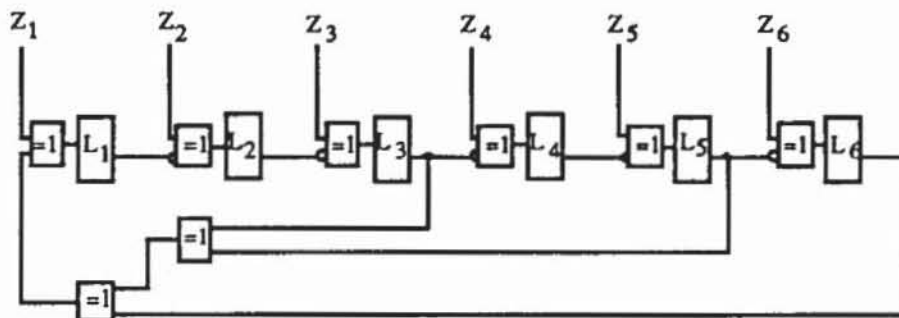 Z1 Z2 Z3 Z4 Z5 Z6
=1 L1 =1 L2 =1 L3 =1 L4 =1 L5 =1 L6
=1
=1